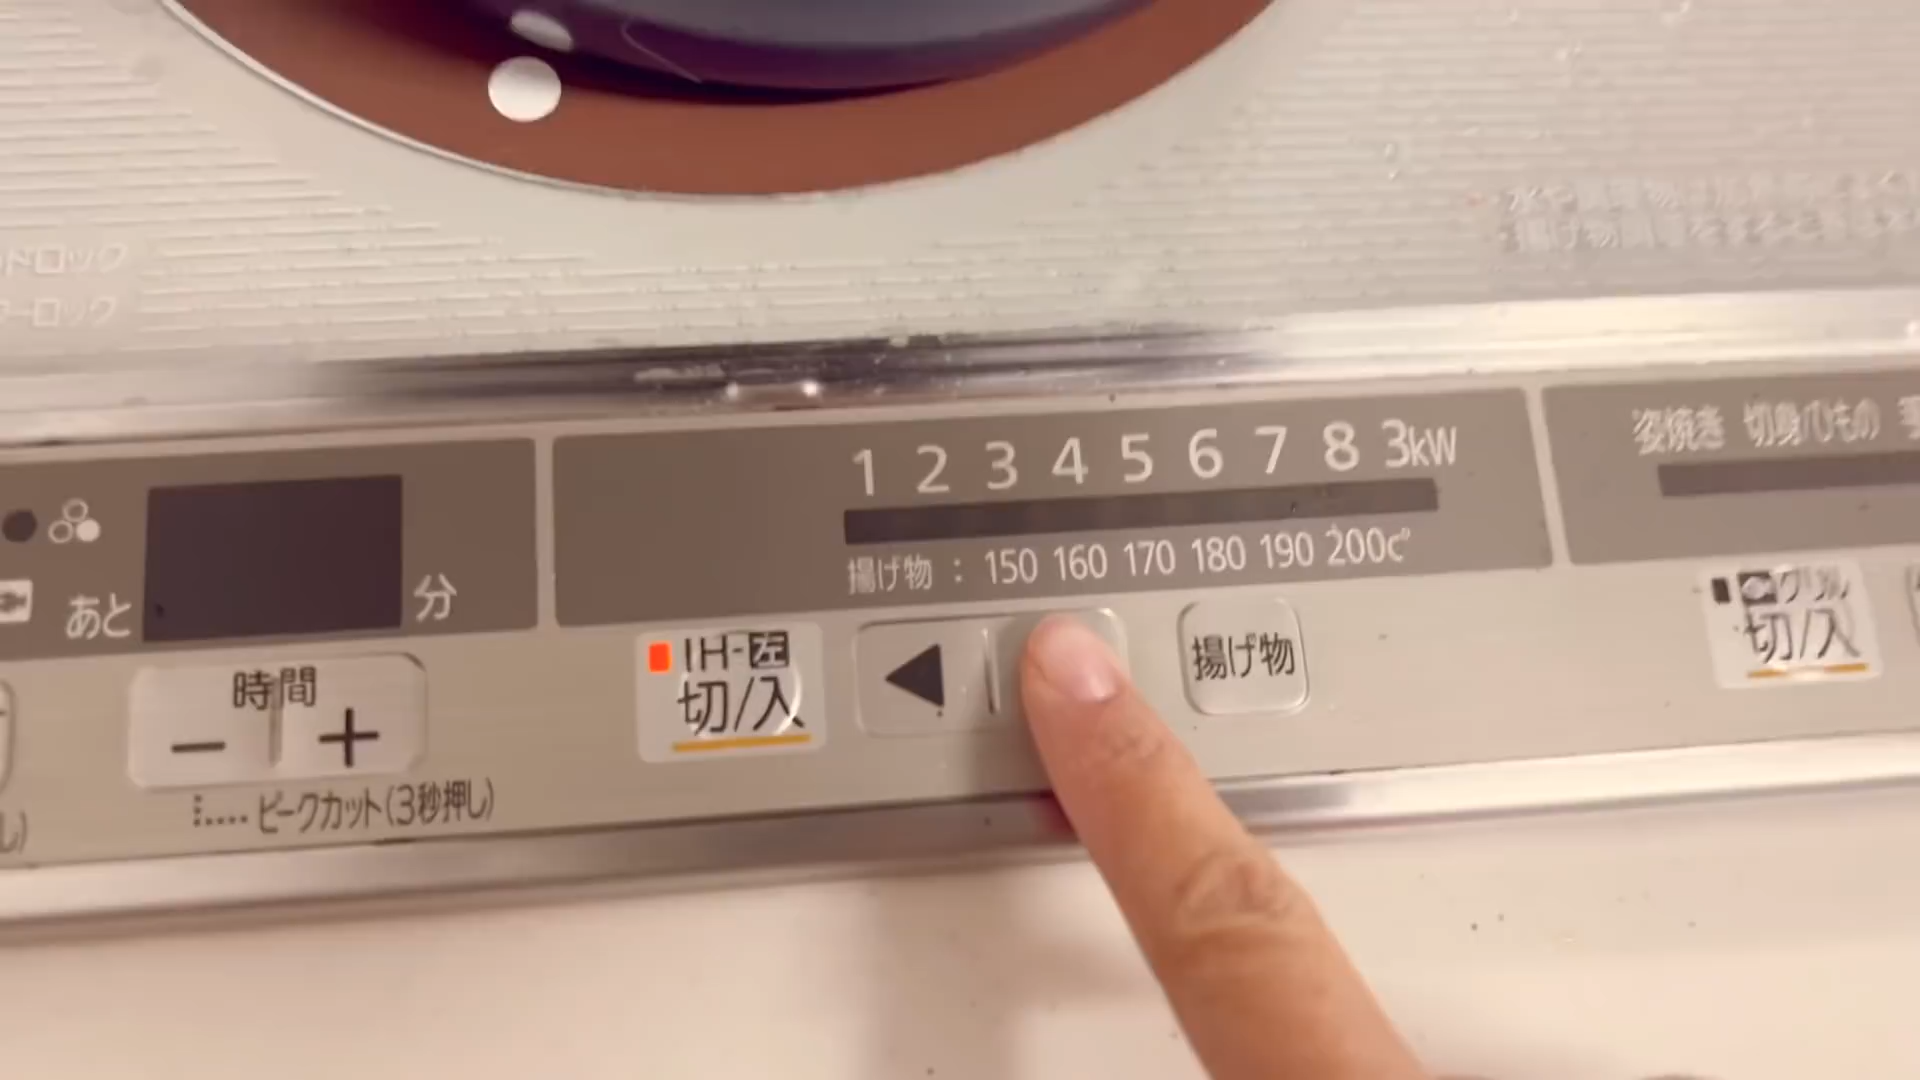 ドロック
ーロック
1 2 3 4 5 6 7 8 3kW
揚げ物 : 150 160 170 180 190 200c°
あと 分
姿焼き 切身/ひもの
時間
− +
ピークカット(3秒押し)
IH-左
切/入
揚げ物
グリル
切/入
し)